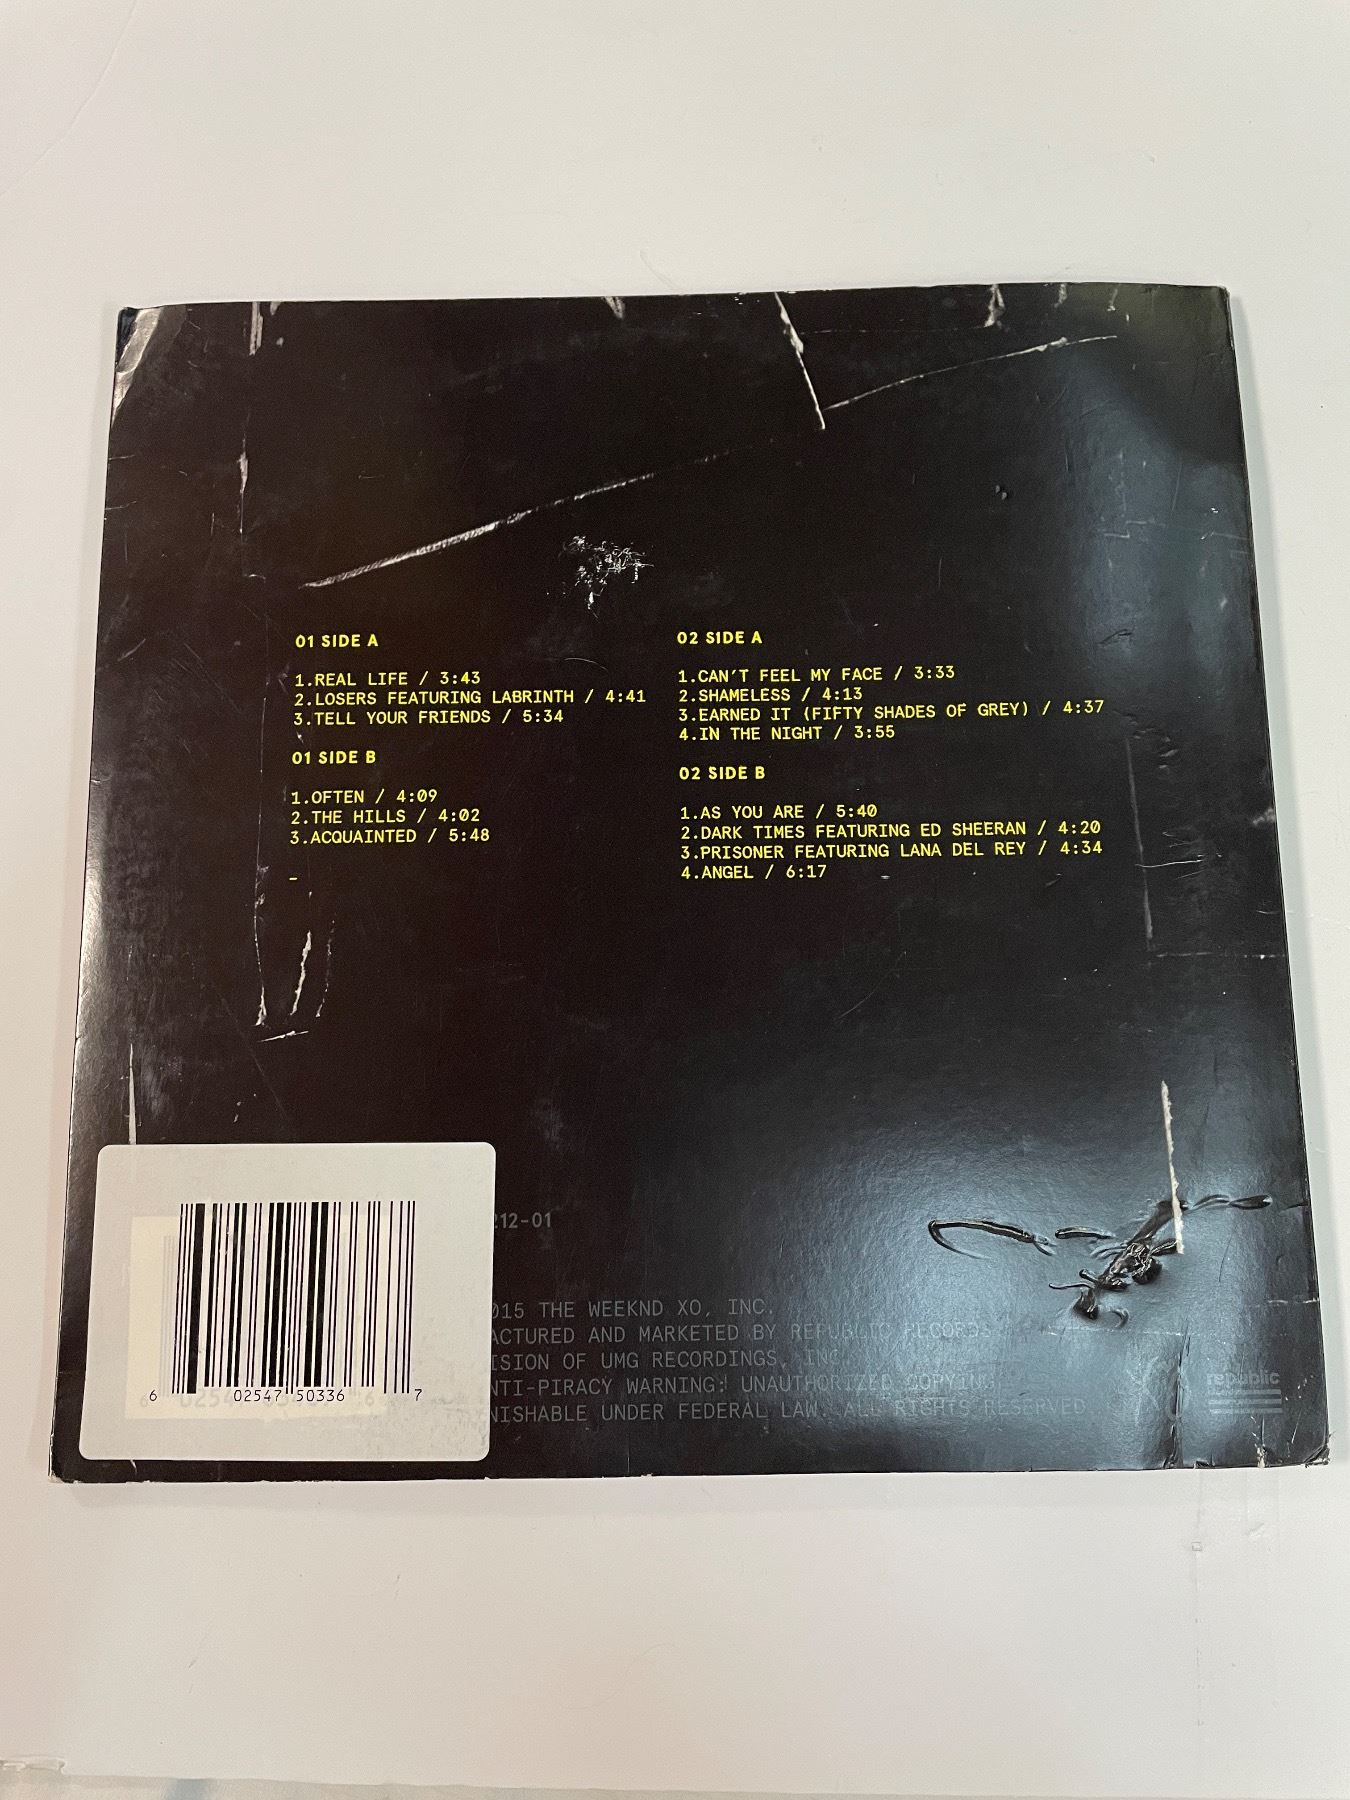 01 SIDE A
1.REAL LIFE / 3:43
2.LOSERS FEATURING LABRINTH / 4:41
3.TELL YOUR FRIENDS / 5:34
01 SIDE B
1.OFTEN / 4:09
2.THE HILLS / 4:02
3.ACQUAINTED / 5:48
–
02 SIDE A
1.CAN'T FEEL MY FACE / 3:33
2.SHAMELESS / 4:13
3.EARNED IT (FIFTY SHADES OF GREY) / 4:37
4.IN THE NIGHT / 3:55
02 SIDE B
1.AS YOU ARE / 5:40
2.DARK TIMES FEATURING ED SHEERAN / 4:20
3.PRISONER FEATURING LANA DEL REY / 4:34
4.ANGEL / 6:17
212-01
015 THE WEEKND XO, INC.
ACTURED AND MARKETED BY REPUBLIC RECORDS
ISION OF UMG RECORDINGS, INC.
NTI-PIRACY WARNING: UNAUTHORIZED COPYING
NISHABLE UNDER FEDERAL LAW. ALL RIGHTS RESERVED
republic
6 02547 50336 7